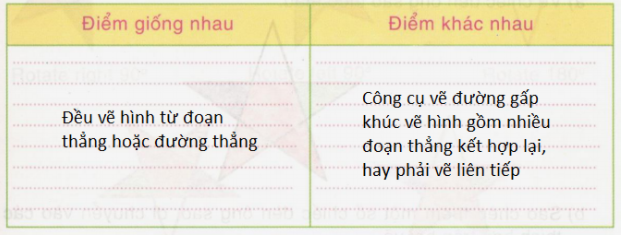 Điểm giống nhau
Điểm khác nhau
Đều vẽ hình từ đoạn
thẳng hoặc đường thẳng
Công cụ vẽ đường gấp
khúc vẽ hình gồm nhiều
đoạn thẳng kết hợp lại,
hay phải vẽ liên tiếp